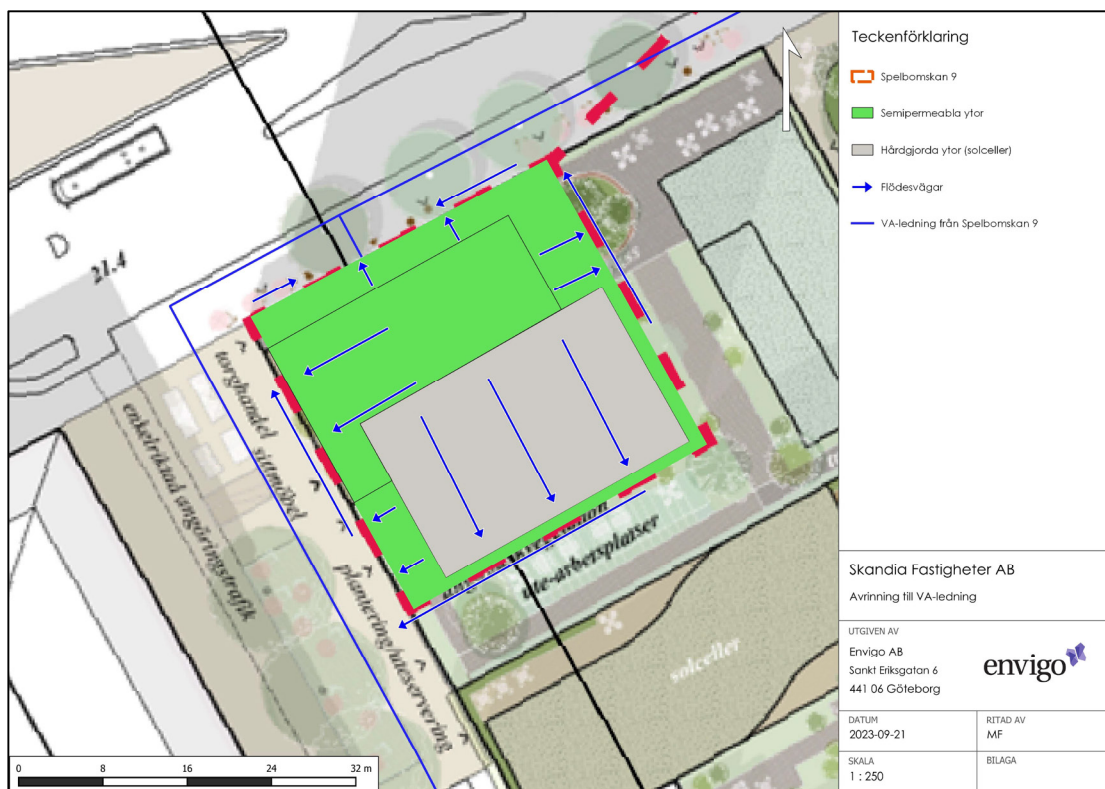 D
21.4
torghandel sittmöbel
enkelriktad angöringstrafik
plantering/uteservering
ute-arbersplatser
solceller
0 8 16 24 32 m
Teckenförklaring
Spelbomskan 9
Semipermeabla ytor
Hårdgjorda ytor (solceller)
Flödesvägar
VA-ledning från Spelbomskan 9
Skandia Fastigheter AB
Avrinning till VA-ledning
UTGIVEN AV
Envigo AB
Sankt Eriksgatan 6
441 06 Göteborg
envigo
DATUM
2023-09-21
RITAD AV
MF
SKALA
1 : 250
BILAGA